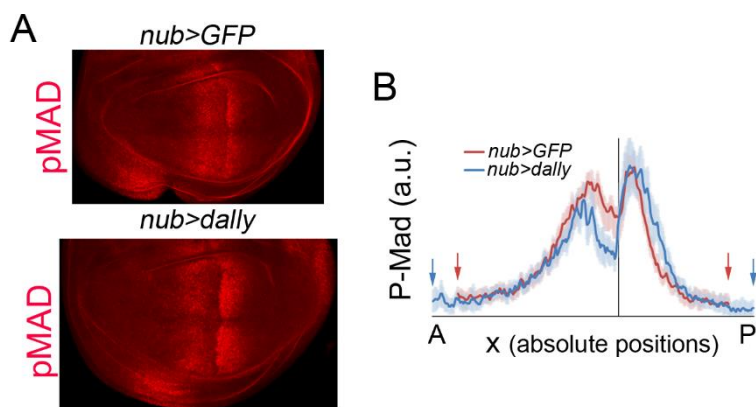 A
nub>GFP
pMAD
nub>dally
pMAD
B
P-Mad (a.u.)
nub>GFP
nub>dally
A
P
x (absolute positions)